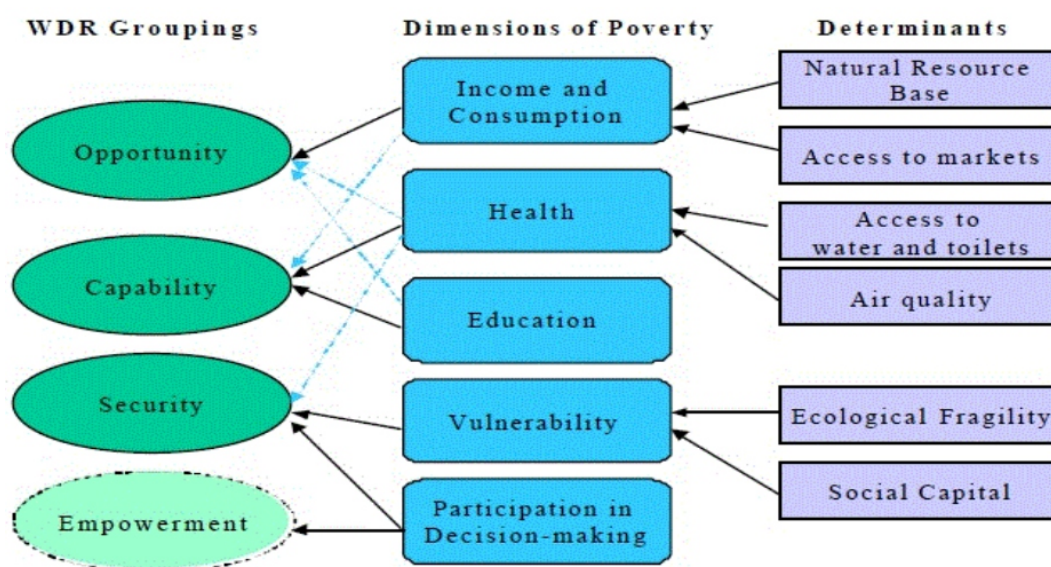 WDR Groupings
Dimensions of Poverty
Determinants
Opportunity
Capability
Security
Empowerment
Income and
Consumption
Health
Education
Vulnerability
Participation in
Decision-making
Natural Resource
Base
Access to markets
Access to
water and toilets
Air quality
Ecological Fragility
Social Capital